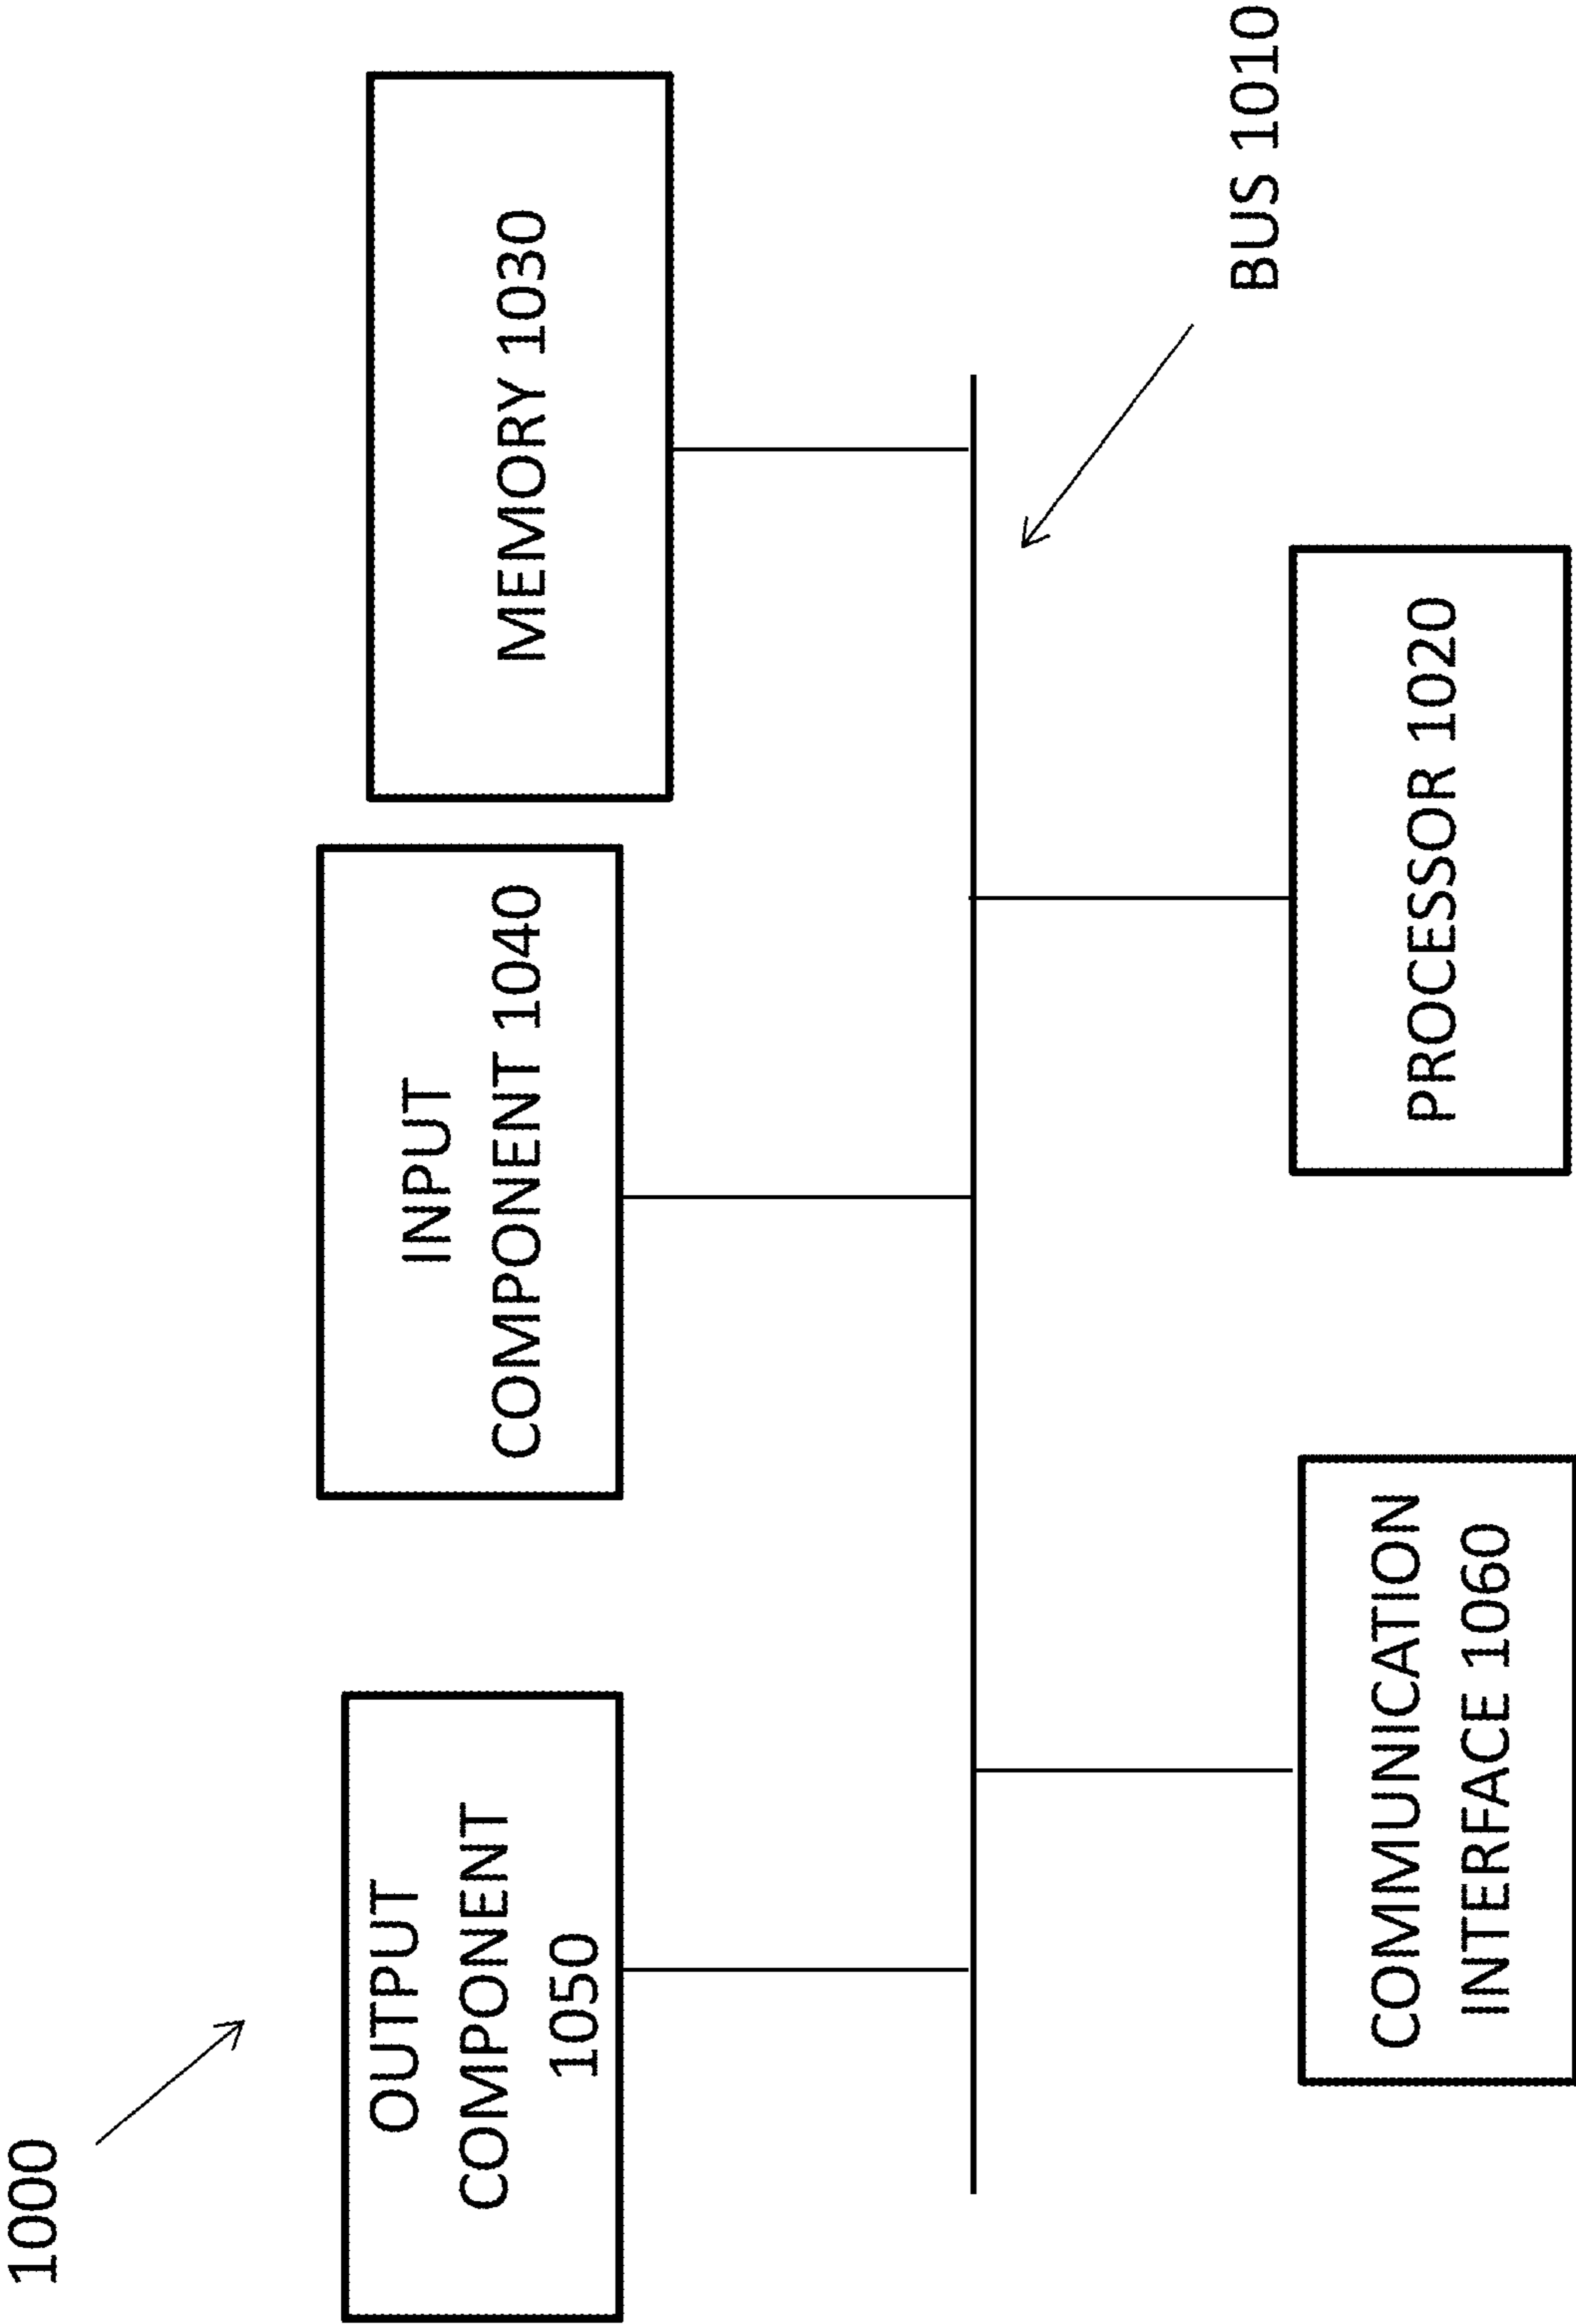 1000
OUTPUT
COMPONENT
1050
INPUT
COMPONENT 1040
MEMORY 1030
BUS 1010
COMMUNICATION
INTERFACE 1060
PROCESSOR 1020